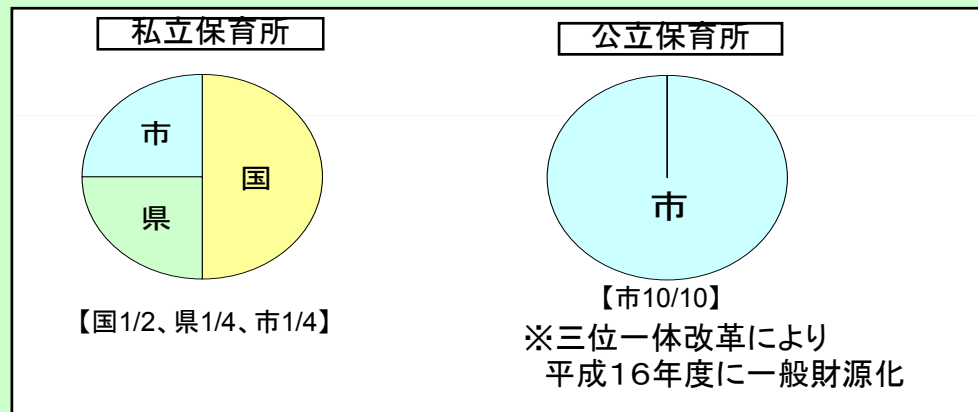 私立保育所
市
国
県
【国1/2、県1/4、市1/4】
公立保育所
市
【市10/10】
※三位一体改革により
平成16年度に一般財源化